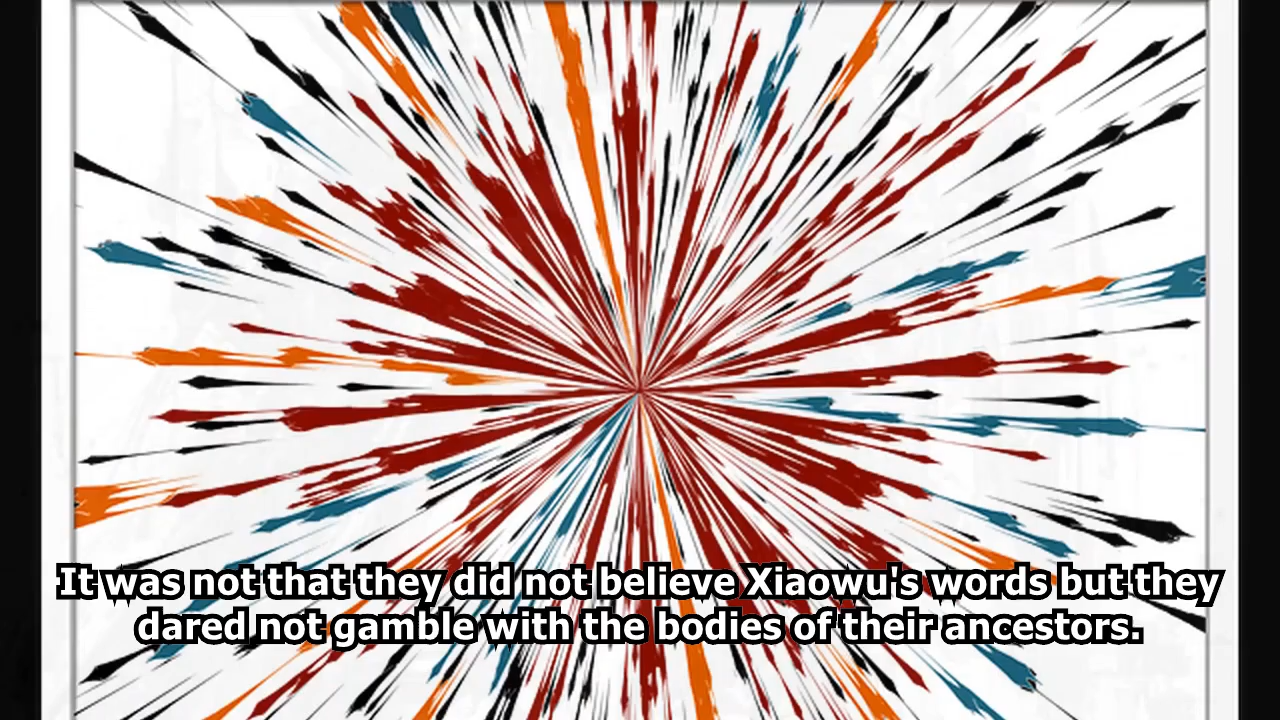 It was not that they did not believe Xiaowu's words but they
dared not gamble with the bodies of their ancestors.